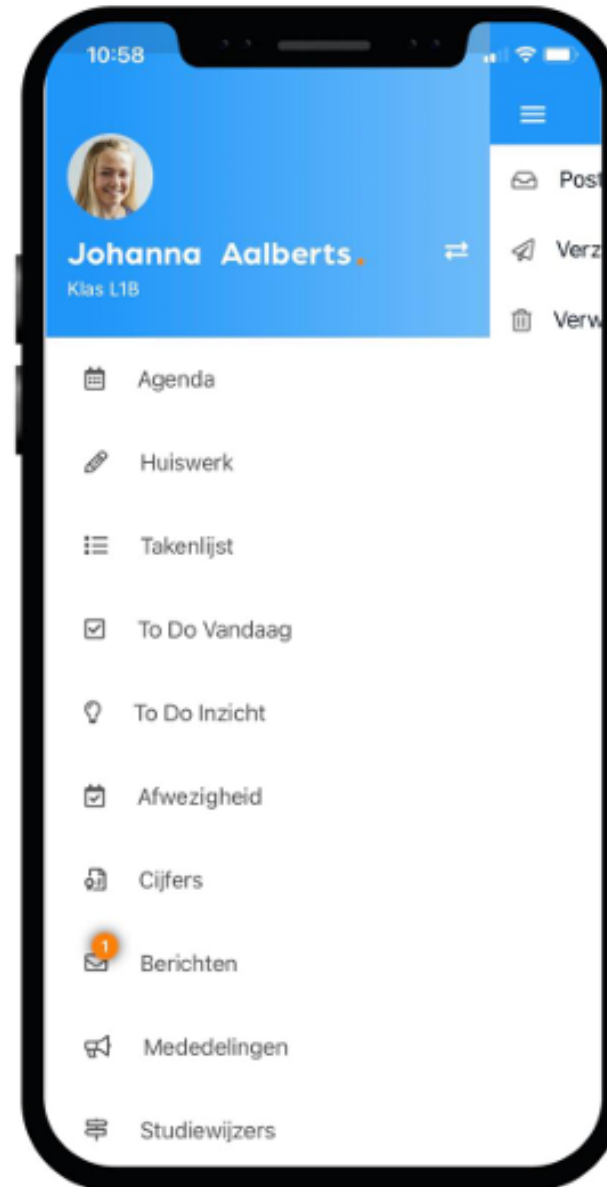 10:58
Johanna Aalberts.
Klas L1B
Agenda
Huiswerk
Takenlijst
To Do Vandaag
To Do Inzicht
Afwezigheid
Cijfers
1
Berichten
Mededelingen
Studiewijzers
Post
Verz
Verw